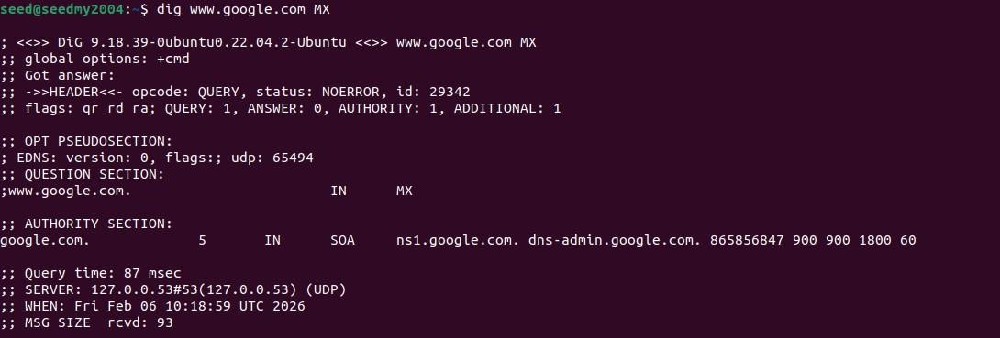 seed@seedmy2004:~$ dig www.google.com MX
; <<>> DiG 9.18.39-0ubuntu0.22.04.2-Ubuntu <<>> www.google.com MX
;; global options: +cmd
;; Got answer:
;; ->>HEADER<<- opcode: QUERY, status: NOERROR, id: 29342
;; flags: qr rd ra; QUERY: 1, ANSWER: 0, AUTHORITY: 1, ADDITIONAL: 1
;; OPT PSEUDOSECTION:
; EDNS: version: 0, flags:; udp: 65494
;; QUESTION SECTION:
;www.google.com. IN MX
;; AUTHORITY SECTION:
google.com. 5 IN SOA ns1.google.com. dns-admin.google.com. 865856847 900 900 1800 60
;; Query time: 87 msec
;; SERVER: 127.0.0.53#53(127.0.0.53) (UDP)
;; WHEN: Fri Feb 06 10:18:59 UTC 2026
;; MSG SIZE rcvd: 93